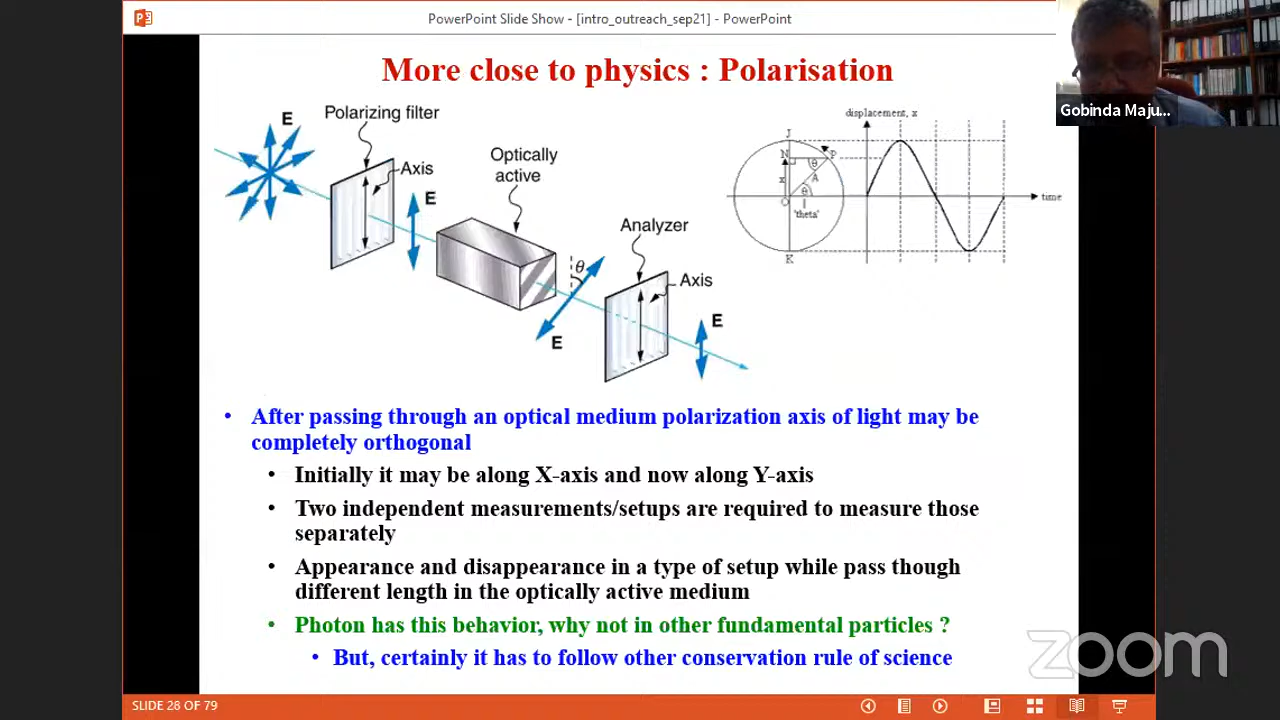 PowerPoint Slide Show - [intro_outreach_sep21] - PowerPoint
Gobinda Maju...
More close to physics : Polarisation
E
Polarizing filter
Axis
E
Optically
active
θ
E
Analyzer
Axis
E
displacement, x
J
N
P
θ
x
A
θ
O
'theta'
K
time
• After passing through an optical medium polarization axis of light may be
completely orthogonal
• Initially it may be along X-axis and now along Y-axis
• Two independent measurements/setups are required to measure those
separately
• Appearance and disappearance in a type of setup while pass though
different length in the optically active medium
• Photon has this behavior, why not in other fundamental particles ?
• But, certainly it has to follow other conservation rule of science
zoom
SLIDE 28 OF 79